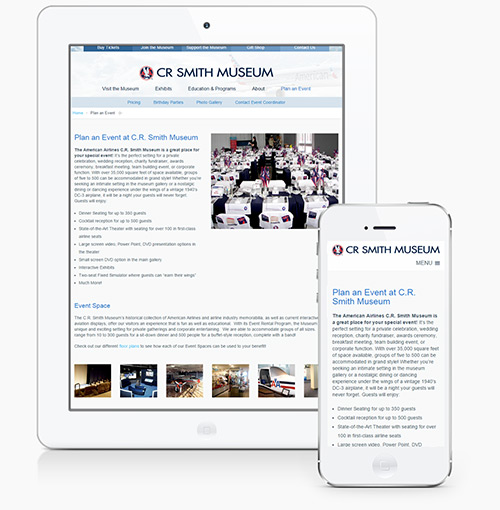 Buy Tickets Join the Museum Support the Museum Gift Shop Contact Us
CR SMITH MUSEUM
Visit the Museum Exhibits Education & Programs About Plan an Event
Pricing Birthday Parties Photo Gallery Contact Event Coordinator
Home Plan an Event
Plan an Event at C.R. Smith Museum
The American Airlines C.R. Smith Museum is a great place for
your special event! It's the perfect setting for a private
celebration, wedding reception, charity fundraiser, awards
ceremony, breakfast meeting, team building event, or corporate
function. With over 35,000 square feet of space available, groups
of five to 500 can be accommodated in grand style! Whether you're
seeking an intimate setting in the museum gallery or a nostalgic
dining or dancing experience under the wings of a vintage 1940's
DC-3 airplane, it will be a night your guests will never forget.
Guests will enjoy:
Dinner Seating for up to 350 guests
Cocktail reception for up to 500 guests
State-of-the-Art Theater with seating for over 100 in first-class
airline seats
Large screen video, Power Point, DVD presentation options in
the theater
Small screen DVD option in the main gallery
Interactive Exhibits
Two-seat Fixed Simulator where guests can "earn their wings"
Much More!
Event Space
The C.R. Smith Museum's historical collection of American Airlines and airline industry memorabilia, as well as current interactive
aviation displays, offer our visitors an experience that is fun as well as educational. With its Event Rental Program, the Museum
unique and exciting setting for private gatherings and corporate entertaining. We are able to accommodate groups of all sizes
range from 10 to 300 guests for a sit-down dinner and 500 people for a buffet-style reception, complete with a band!
Check out our different floor plans to see how each of our Event Spaces can be used to your benefit!
CR SMITH MUSEUM
MENU
Plan an Event at C.R.
Smith Museum
The American Airlines C.R. Smith Museum is
a great place for your special event! It's the
perfect setting for a private celebration, wedding
reception, charity fundraiser, awards ceremony,
breakfast meeting, team building event, or
corporate function. With over 35,000 square feet
of space available, groups of five to 500 can be
accommodated in grand style! Whether you're
seeking an intimate setting in the museum
gallery or a nostalgic dining or dancing
experience under the wings of a vintage 1940's
DC-3 airplane, it will be a night your guests will
never forget. Guests will enjoy:
Dinner Seating for up to 350 guests
Cocktail reception for up to 500 guests
State-of-the-Art Theater with seating for over
100 in first-class airline seats
Large screen video, Power Point, DVD